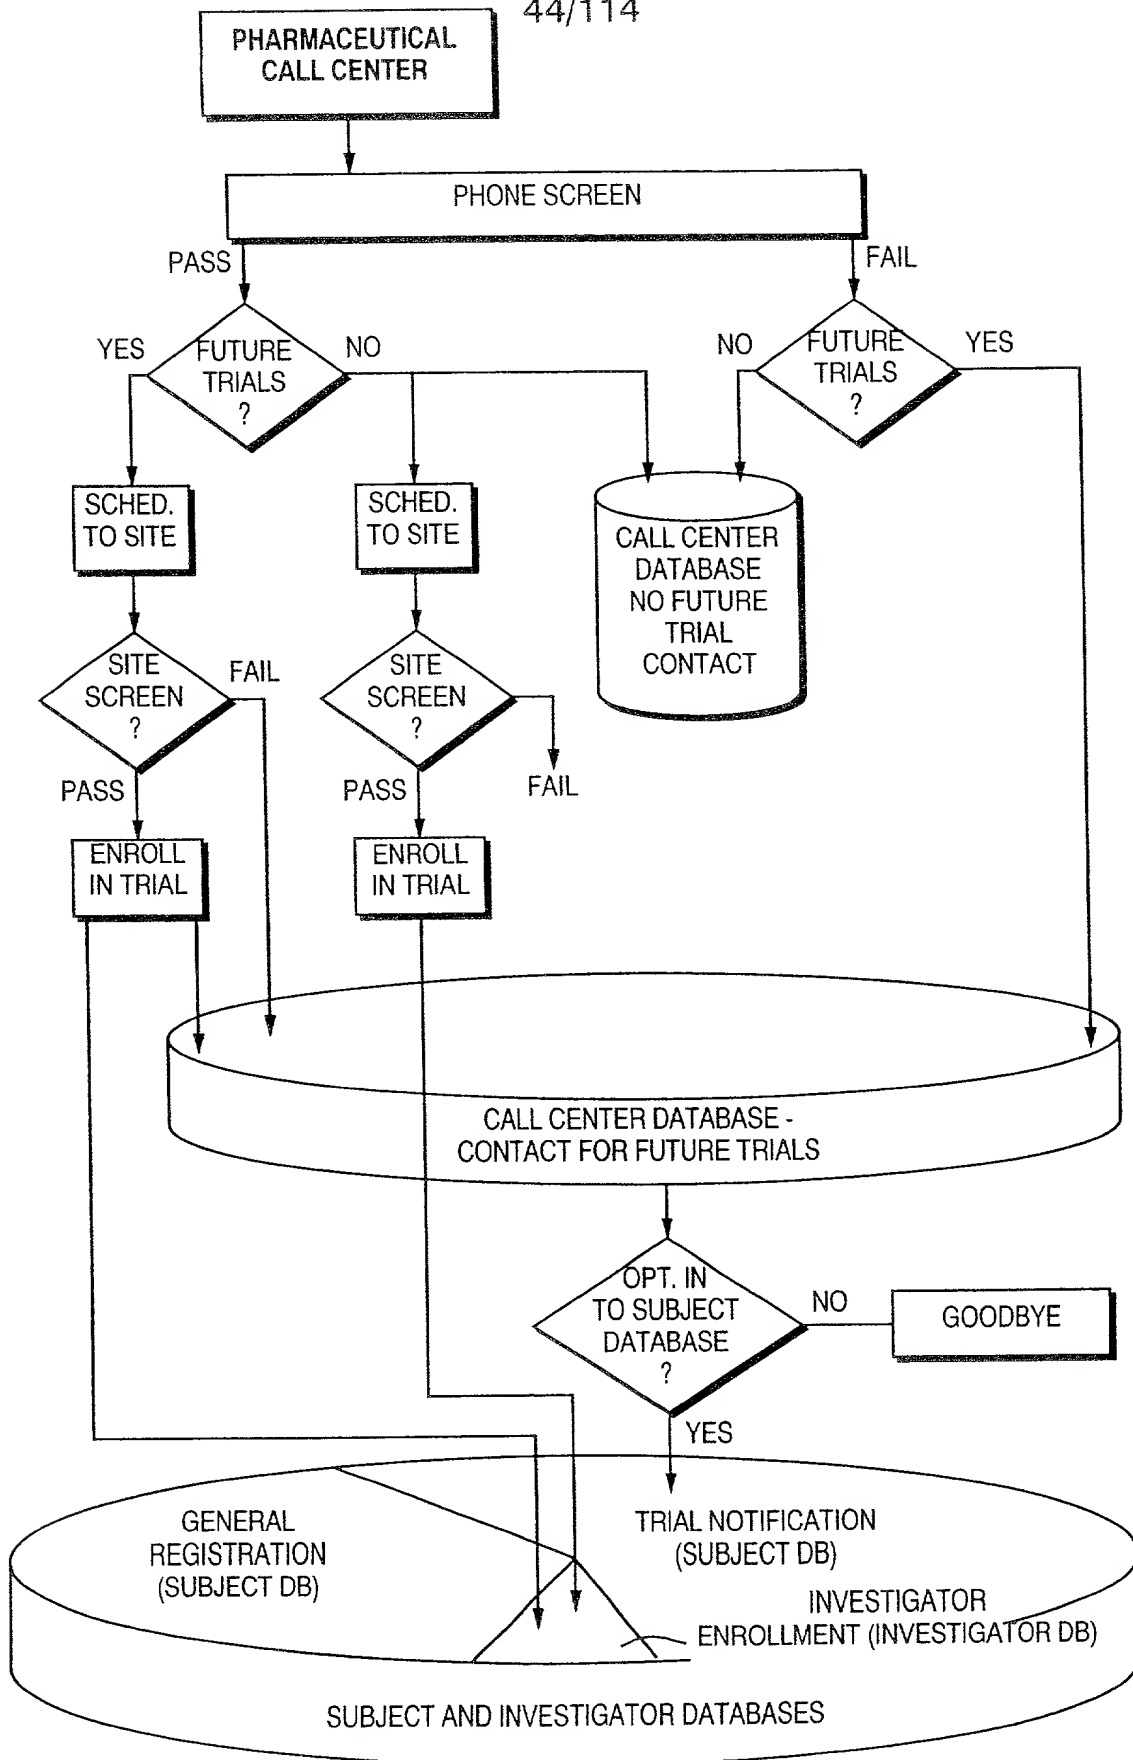 44/114
PHARMACEUTICAL
CALL CENTER
PHONE SCREEN
PASS
FAIL
YES
FUTURE
TRIALS
?
NO
NO
FUTURE
TRIALS
?
YES
SCHED.
TO SITE
SCHED.
TO SITE
CALL CENTER
DATABASE
NO FUTURE
TRIAL
CONTACT
SITE
SCREEN
?
FAIL
SITE
SCREEN
?
FAIL
PASS
PASS
ENROLL
IN TRIAL
ENROLL
IN TRIAL
CALL CENTER DATABASE -
CONTACT FOR FUTURE TRIALS
OPT. IN
TO SUBJECT
DATABASE
?
NO
GOODBYE
YES
GENERAL
REGISTRATION
(SUBJECT DB)
TRIAL NOTIFICATION
(SUBJECT DB)
INVESTIGATOR
ENROLLMENT (INVESTIGATOR DB)
SUBJECT AND INVESTIGATOR DATABASES